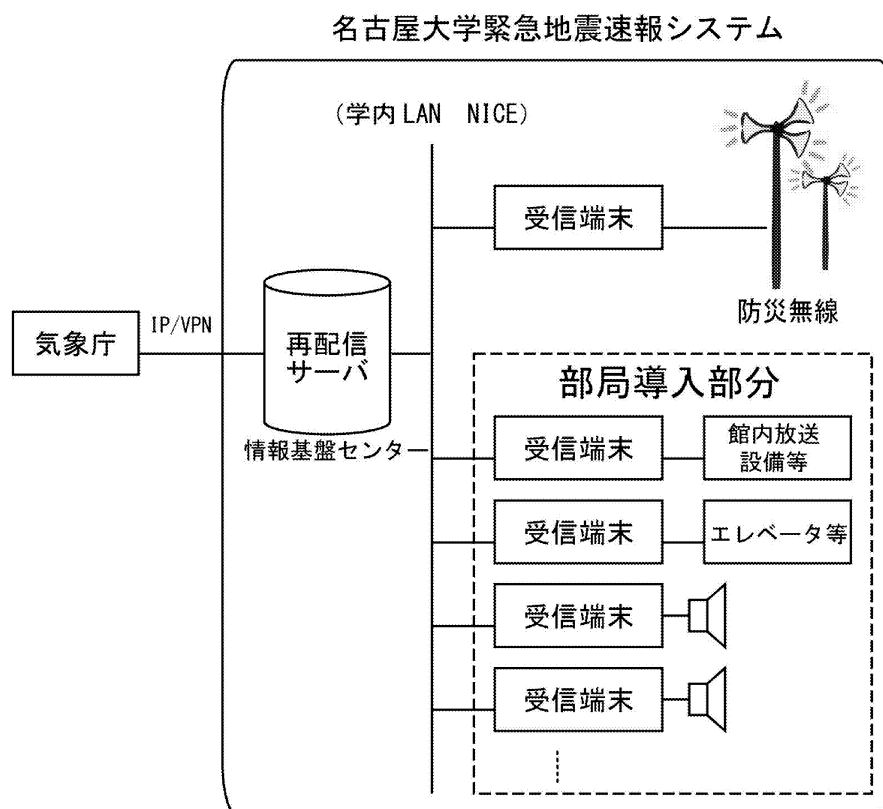 名古屋大学緊急地震速報システム
(学内 LAN NICE)
受信端末
防災無線
気象庁
IP/VPN
再配信
サーバ
情報基盤センター
部局導入部分
受信端末
館内放送
設備等
受信端末
エレベータ等
受信端末
受信端末